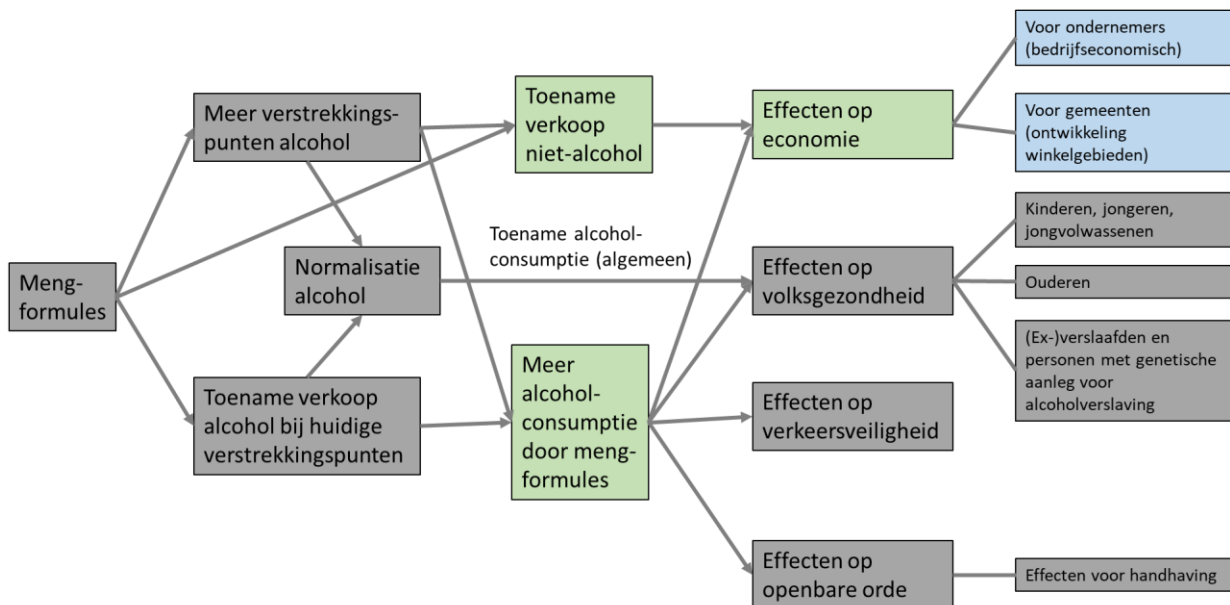 Meng-
formules
Meer verstrekkings-
punten alcohol
Normalisatie
alcohol
Toename verkoop
alcohol bij huidige
verstrekkingspunten
Toename
verkoop
niet-alcohol
Toename alcohol-
consumptie (algemeen)
Meer
alcohol-
consumptie
door meng-
formules
Effecten op
economie
Effecten op
volksgezondheid
Effecten op
verkeersveiligheid
Effecten op
openbare orde
Voor ondernemers
(bedrijfseconomisch)
Voor gemeenten
(ontwikkeling
winkelgebieden)
Kinderen, jongeren,
jongvolwassenen
Ouderen
(Ex-)verslaafden en
personen met genetische
aanleg voor
alcoholverslaving
Effecten voor handhaving